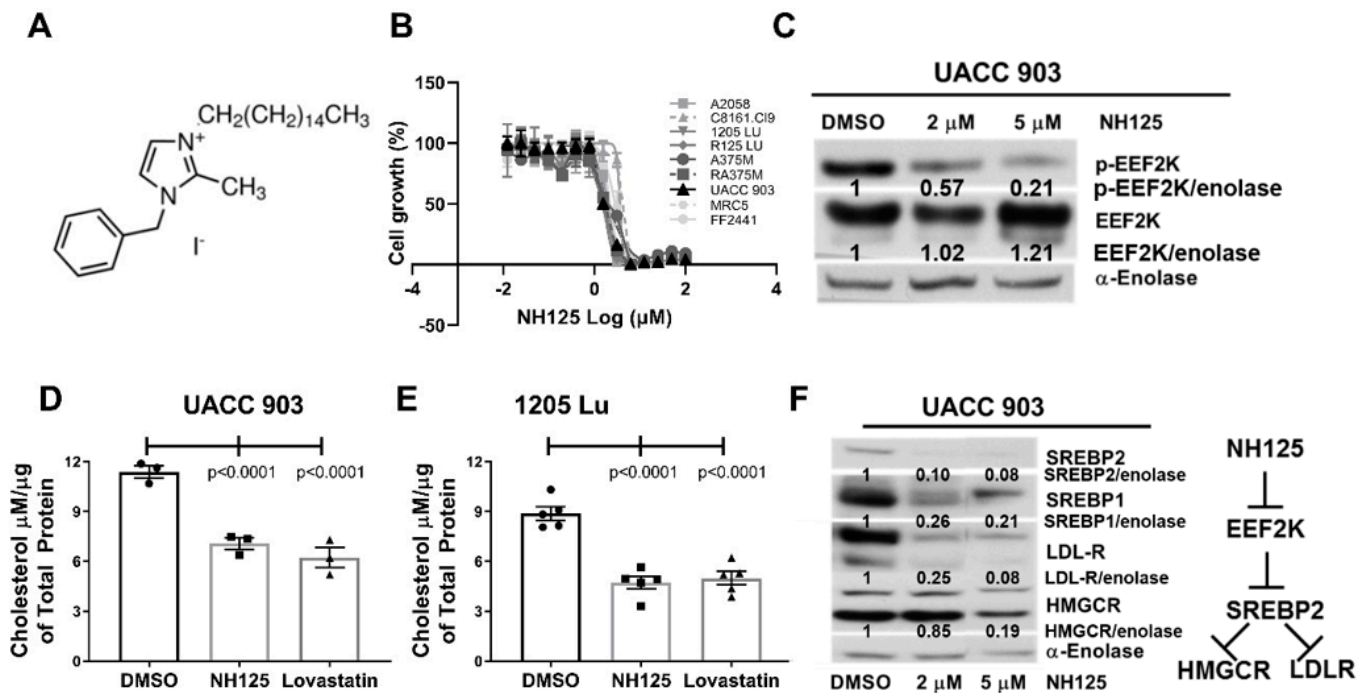 A
CH2(CH2)14CH3
N+
N
CH3
I-
B
150
100
50
-50
Cell growth (%)
-4
-2
0
2
4
NH125 Log (µM)
A2058
C8161.Cl9
1205 LU
R125 LU
A375M
RA375M
UACC 903
MRC5
FF2441
C
UACC 903
DMSO 2 µM 5 µM NH125
p-EEF2K
1 0.57 0.21 p-EEF2K/enolase
EEF2K
1 1.02 1.21 EEF2K/enolase
α-Enolase
D
UACC 903
p<0.0001 p<0.0001
12
9
6
3
0
Cholesterol µM/µg
of Total Protein
DMSO NH125 Lovastatin
E
1205 Lu
p<0.0001 p<0.0001
12
9
6
3
0
Cholesterol µM/µg
of Total Protein
DMSO NH125 Lovastatin
F
UACC 903
SREBP2
1 0.10 0.08 SREBP2/enolase
SREBP1
1 0.26 0.21 SREBP1/enolase
LDL-R
1 0.25 0.08 LDL-R/enolase
HMGCR
1 0.85 0.19 HMGCR/enolase
α-Enolase
DMSO 2 µM 5 µM NH125
NH125
EEF2K
SREBP2
HMGCR LDLR